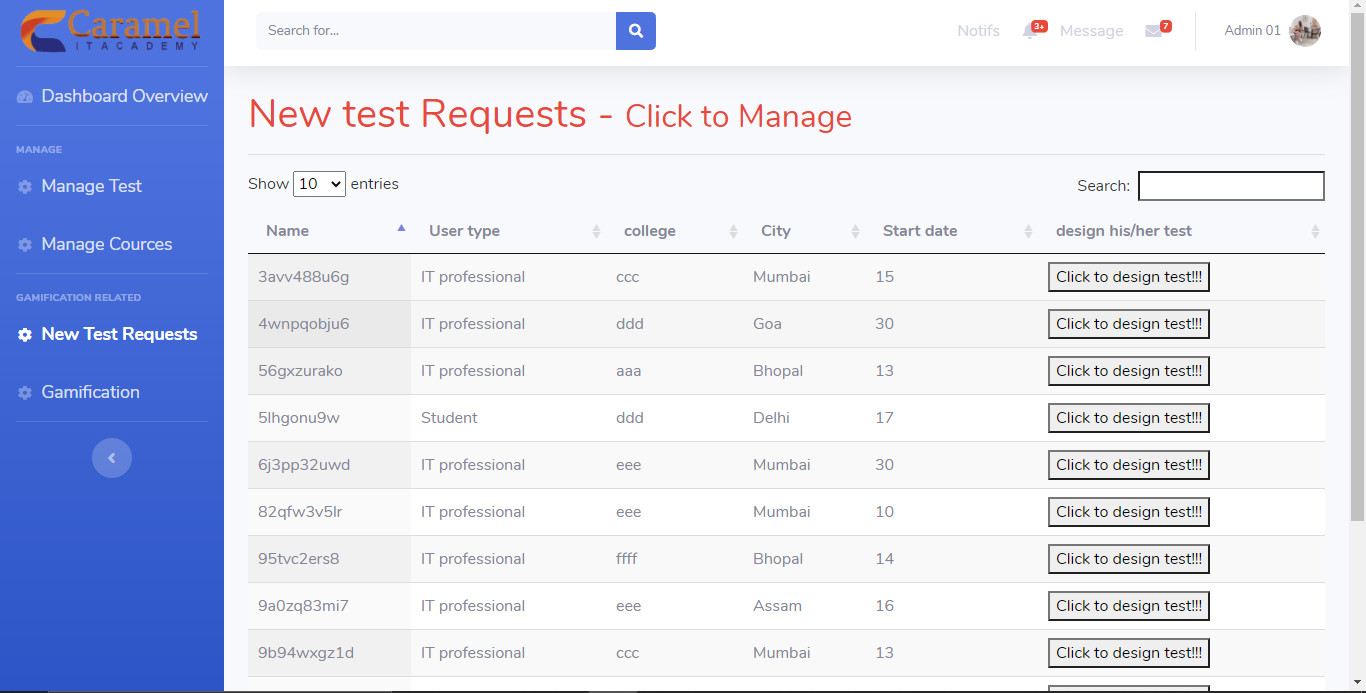 Caramel
ITACADEMY
Dashboard Overview
MANAGE
Manage Test
Manage Cources
GAMIFICATION RELATED
New Test Requests
Gamification
Search for...
Notifs 3+ Message 7 Admin 01
New test Requests - Click to Manage
Show 10 entries Search:
Name User type college City Start date design his/her test
3avv488u6g IT professional ccc Mumbai 15 Click to design test!!!
4wnpqobju6 IT professional ddd Goa 30 Click to design test!!!
56gxzurako IT professional aaa Bhopal 13 Click to design test!!!
5lhgonu9w Student ddd Delhi 17 Click to design test!!!
6j3pp32uwd IT professional eee Mumbai 30 Click to design test!!!
82qfw3v5lr IT professional eee Mumbai 10 Click to design test!!!
95tvc2ers8 IT professional ffff Bhopal 14 Click to design test!!!
9a0zq83mi7 IT professional eee Assam 16 Click to design test!!!
9b94wxgz1d IT professional ccc Mumbai 13 Click to design test!!!